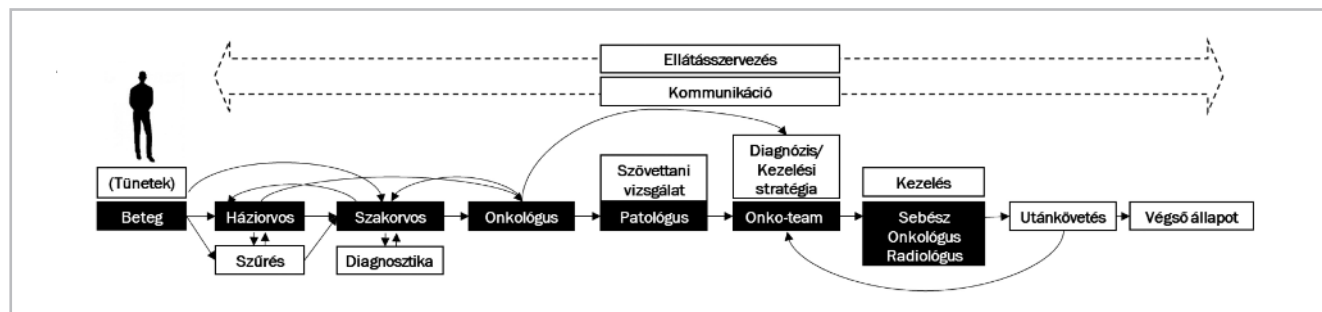 Ellátásszervezés
Kommunikáció
(Tünetek)
Beteg
Háziorvos
Szűrés
Szakorvos
Diagnosztika
Onkológus
Szövettani
vizsgálat
Patológus
Diagnózis/
Kezelési
stratégia
Onko-team
Kezelés
Sebész
Onkológus
Radiológus
Utánkövetés
Végső állapot